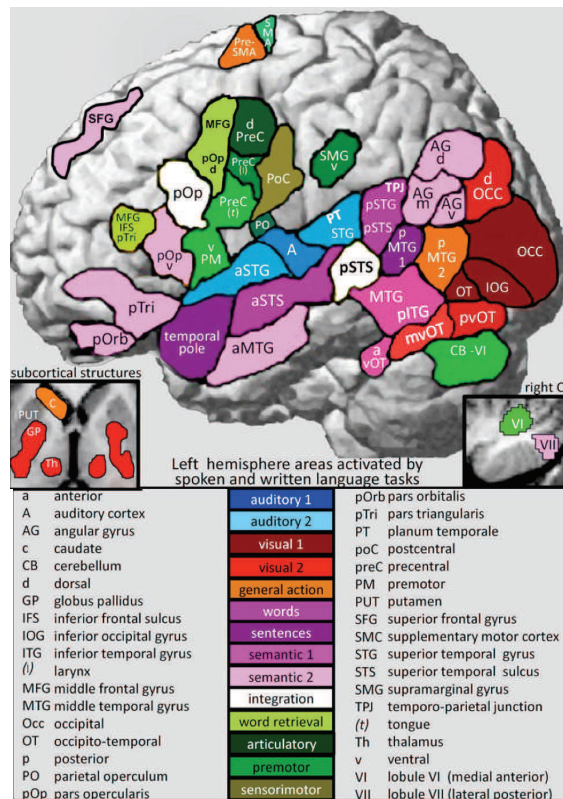 Pre-
SMA
S
M
A
SFG
MFG
pOp
d
d
PreC
PreC
(i)
PoC
SMG
v
AG
d
d
OCC
pOp
PreC
(t)
TPJ
pSTG
AG
m
AG
v
MFG
IFS
pTri
pOp
v
PO
PT
STG
pSTS
p
MTG
1
p
MTG
2
OCC
v
PM
A
aSTG
pSTS
OT
IOG
pTri
aSTS
MTG
pITG
pvOT
temporal
pole
mvOT
pOrb
aMTG
a
vOT
CB -VI
subcortical structures
right C
C
PUT
GP
Th
VI
VII
Left hemisphere areas activated by
spoken and written language tasks
a anterior
A auditory cortex
AG angular gyrus
c caudate
CB cerebellum
d dorsal
GP globus pallidus
IFS inferior frontal sulcus
IOG inferior occipital gyrus
ITG inferior temporal gyrus
(i) larynx
MFG middle frontal gyrus
MTG middle temporal gyrus
Occ occipital
OT occipito-temporal
p posterior
PO parietal operculum
pOp pars opercularis
auditory 1
auditory 2
visual 1
visual 2
general action
words
sentences
semantic 1
semantic 2
integration
word retrieval
articulatory
premotor
sensorimotor
pOrb pars orbitalis
pTri pars triangularis
PT planum temporale
poC postcentral
preC precentral
PM premotor
PUT putamen
SFG superior frontal gyrus
SMC supplementary motor cortex
STG superior temporal gyrus
STS superior temporal sulcus
SMG supramarginal gyrus
TPJ temporo-parietal junction
(t) tongue
Th thalamus
v ventral
VI lobule VI (medial anterior)
VII lobule VII (lateral posterior)